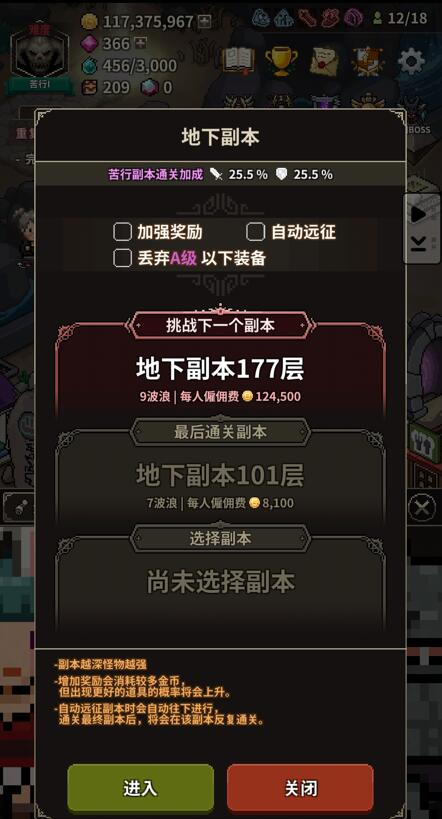 难度
苦行I
117,375,967
366
456/3,000
209
0
12/18
BOSS
地下副本
苦行副本通关加成 25.5 % 25.5 %
加强奖励
自动远征
丢弃A级 以下装备
挑战下一个副本
地下副本177层
9波浪 | 每人僱佣费 124,500
最后通关副本
地下副本101层
7波浪 | 每人僱佣费 8,100
选择副本
尚未选择副本
-副本越深怪物越强
-增加奖励会消耗较多金币,
但出现更好的道具的概率将会上升。
-自动远征副本时会自动往下进行,
通关最终副本后, 将会在该副本反复通关。
进入
关闭